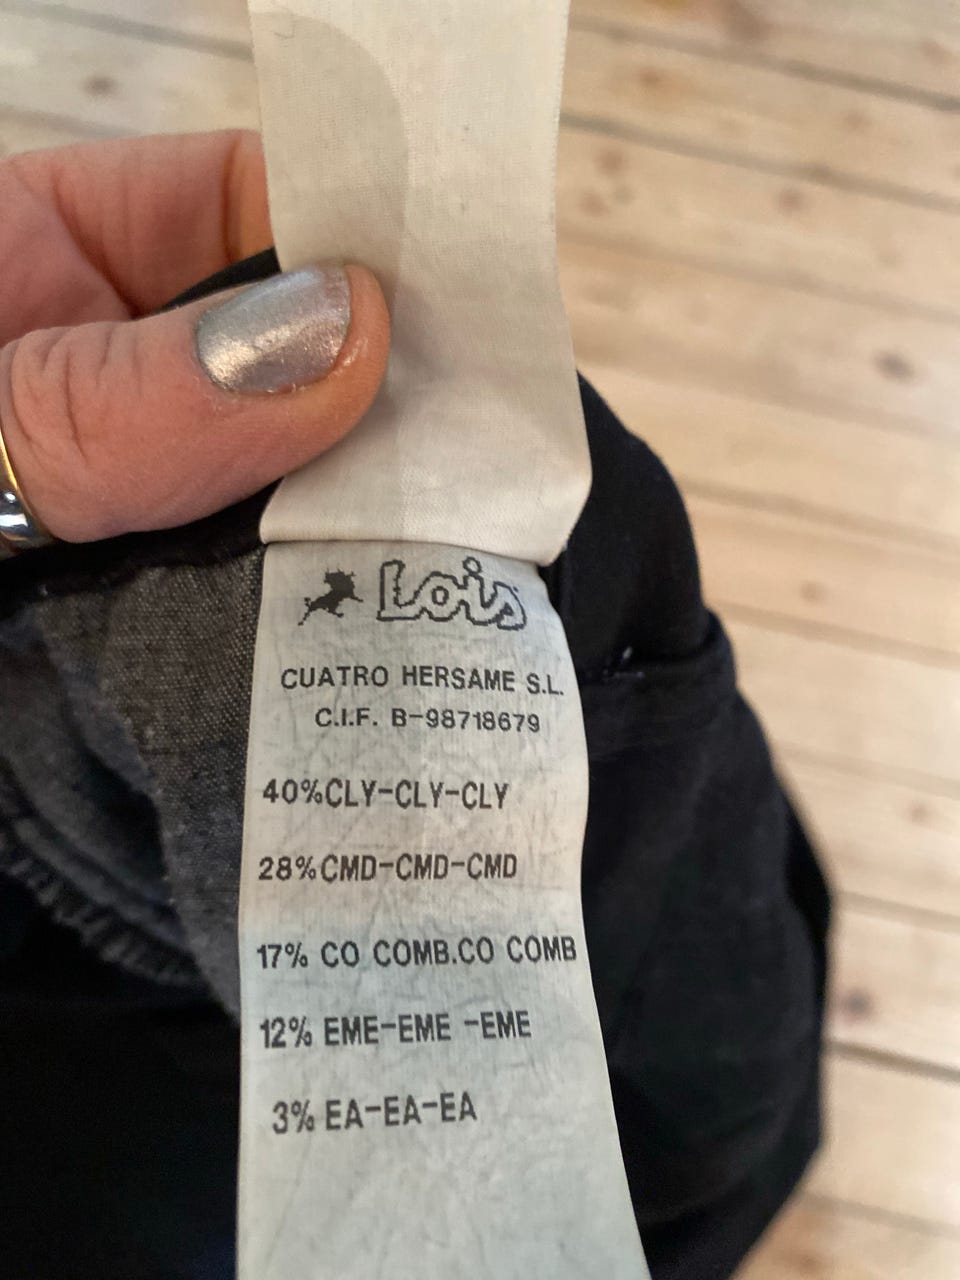 Lois
CUATRO HERSAME S.L.
C.I.F. B-98718679
40%CLY-CLY-CLY
28%CMD-CMD-CMD
17% CO COMB.CO COMB
12% EME-EME -EME
3% EA-EA-EA